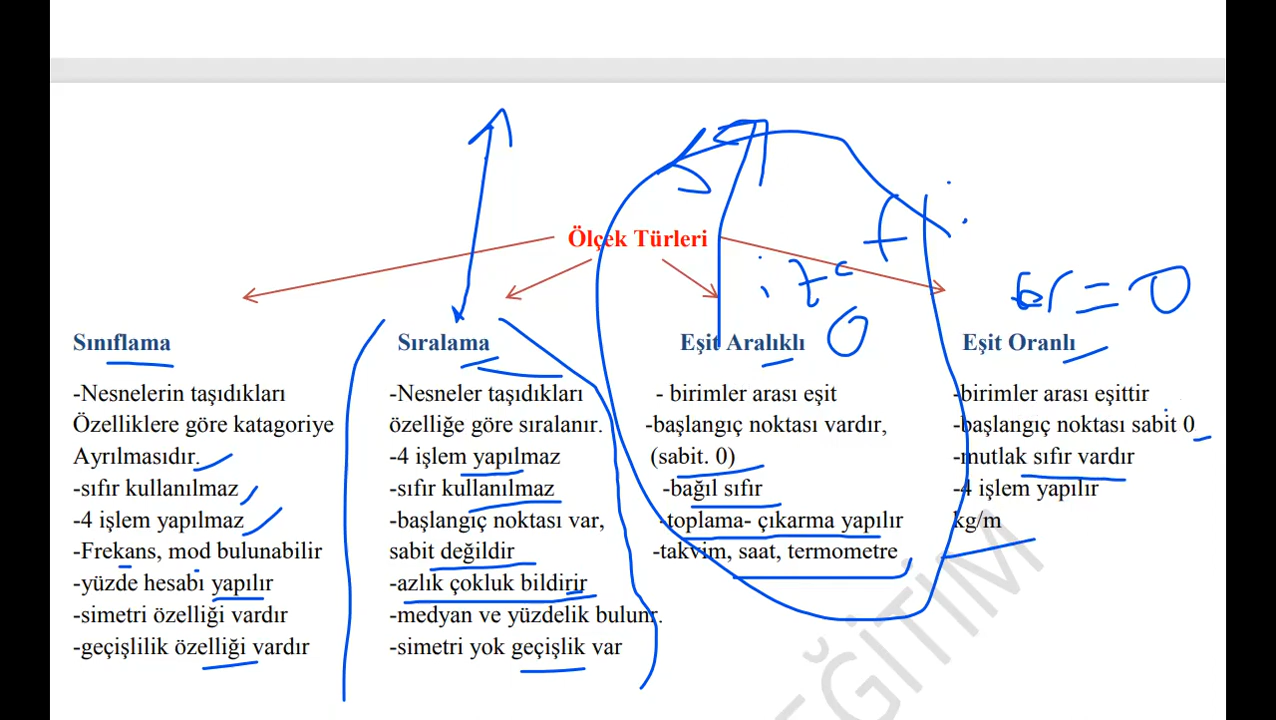 Ölçek Türleri
Sınıflama
-Nesnelerin taşıdıkları
Özelliklere göre katagoriye
Ayrılmasıdır.
-sıfır kullanılmaz
-4 işlem yapılmaz
-Frekans, mod bulunabilir
-yüzde hesabı yapılır
-simetri özelliği vardır
-geçişlilik özelliği vardır
Sıralama
-Nesneler taşıdıkları
özelliğe göre sıralanır.
-4 işlem yapılmaz
-sıfır kullanılmaz
-başlangıç noktası var,
sabit değildir
-azlık çokluk bildirir
-medyan ve yüzdelik bulunr.
-simetri yok geçişlik var
Eşit Aralıklı
- birimler arası eşit
-başlangıç noktası vardır,
(sabit. 0)
-bağıl sıfır
-toplama- çıkarma yapılır
-takvim, saat, termometre
0
Eşit Oranlı
-birimler arası eşittir
-başlangıç noktası sabit 0
-mutlak sıfır vardır
-4 işlem yapılır
kg/m
EĞİTİM